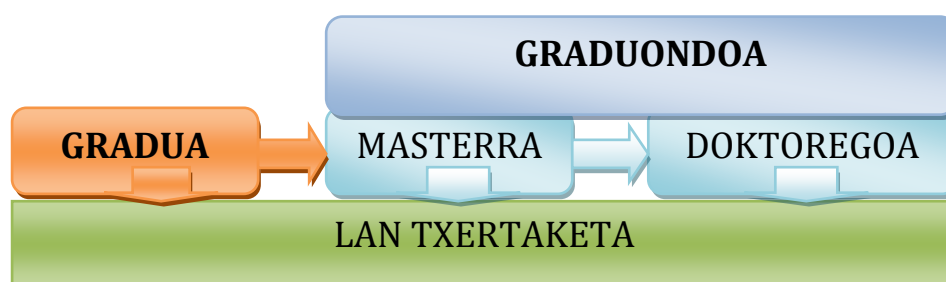 GRADUONDOA
GRADUA
MASTERRA
DOKTOREGOA
LAN TXERTAKETA